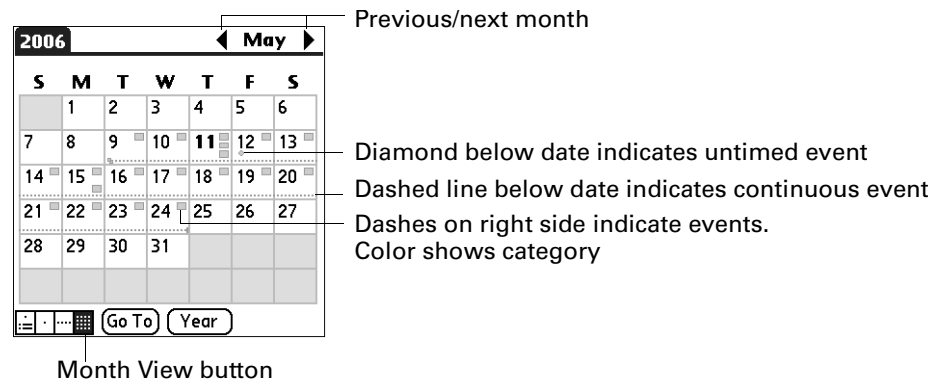 Previous/next month
2006 May
S M T W T F S
1 2 3 4 5 6
7 8 9 10 11 12 13
Diamond below date indicates untimed event
14 15 16 17 18 19 20
Dashed line below date indicates continuous event
21 22 23 24 25 26 27
Dashes on right side indicate events.
Color shows category
28 29 30 31
Go To Year
Month View button